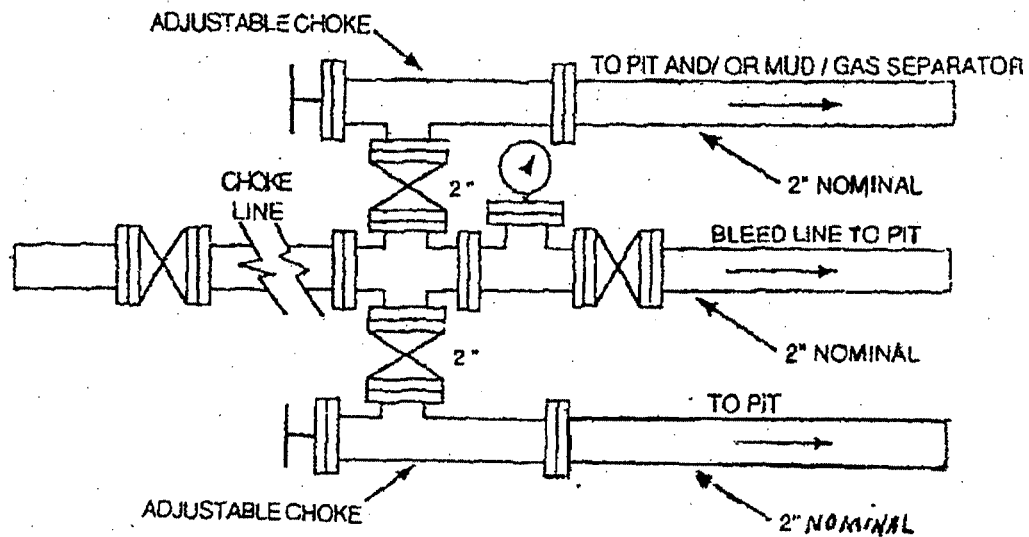 ADJUSTABLE CHOKE
TO PIT AND/ OR MUD / GAS SEPARATOR
2" NOMINAL
2"
CHOKE
LINE
BLEED LINE TO PIT
2" NOMINAL
2"
TO PIT
ADJUSTABLE CHOKE
2" NOMINAL